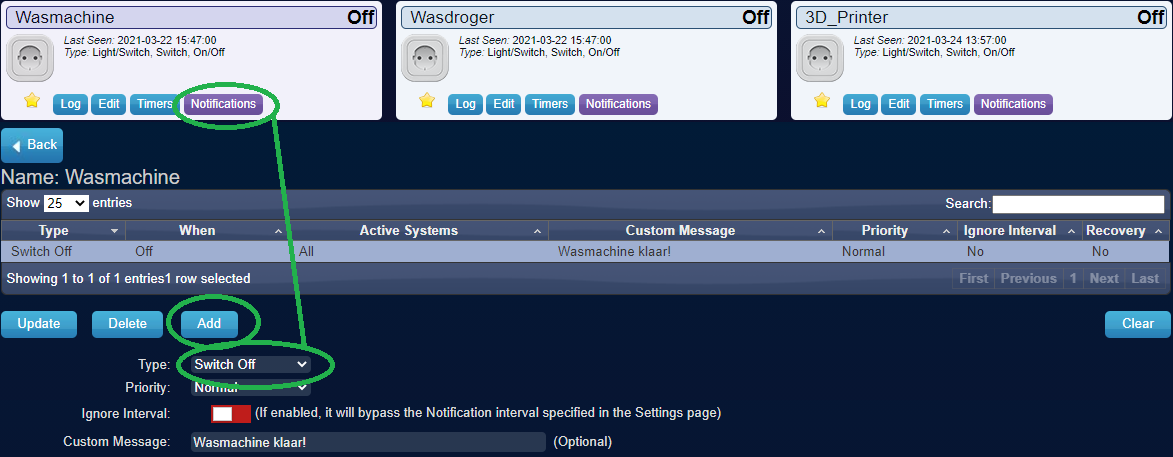 Wasmachine Off
Last Seen: 2021-03-22 15:47:00
Type: Light/Switch, Switch, On/Off
Log Edit Timers Notifications
Wasdroger Off
Last Seen: 2021-03-22 15:47:00
Type: Light/Switch, Switch, On/Off
Log Edit Timers Notifications
3D_Printer Off
Last Seen: 2021-03-24 13:57:00
Type: Light/Switch, Switch, On/Off
Log Edit Timers Notifications
Back
Name: Wasmachine
Show 25 entries Search:
Type When Active Systems Custom Message Priority Ignore Interval Recovery
Switch Off Off All Wasmachine klaar! Normal No No
Showing 1 to 1 of 1 entries1 row selected First Previous 1 Next Last
Update Delete Add Clear
Type: Switch Off
Priority: Normal
Ignore Interval: (If enabled, it will bypass the Notification interval specified in the Settings page)
Custom Message: Wasmachine klaar! (Optional)